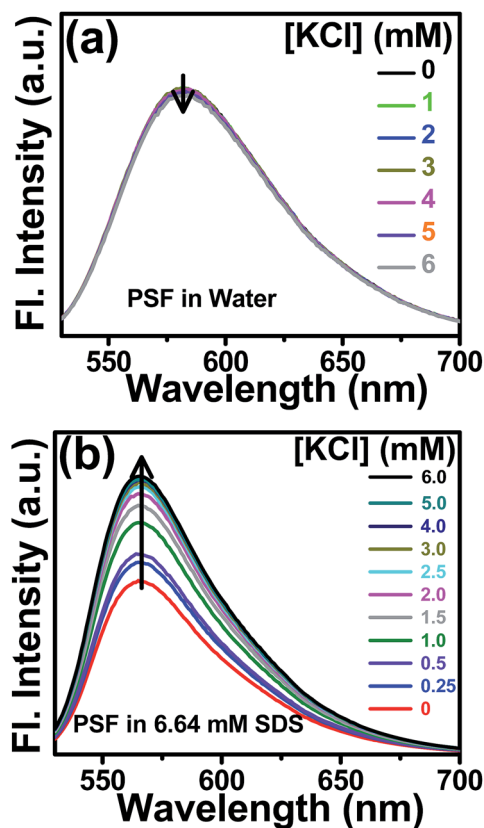 (a)
[KCl] (mM)
0
1
2
3
4
5
6
PSF in Water
Fl. Intensity (a.u.)
550 600 650 700
Wavelength (nm)
(b)
[KCl] (mM)
6.0
5.0
4.0
3.0
2.5
2.0
1.5
1.0
0.5
0.25
0
PSF in 6.64 mM SDS
Fl. Intensity (a.u.)
550 600 650 700
Wavelength (nm)